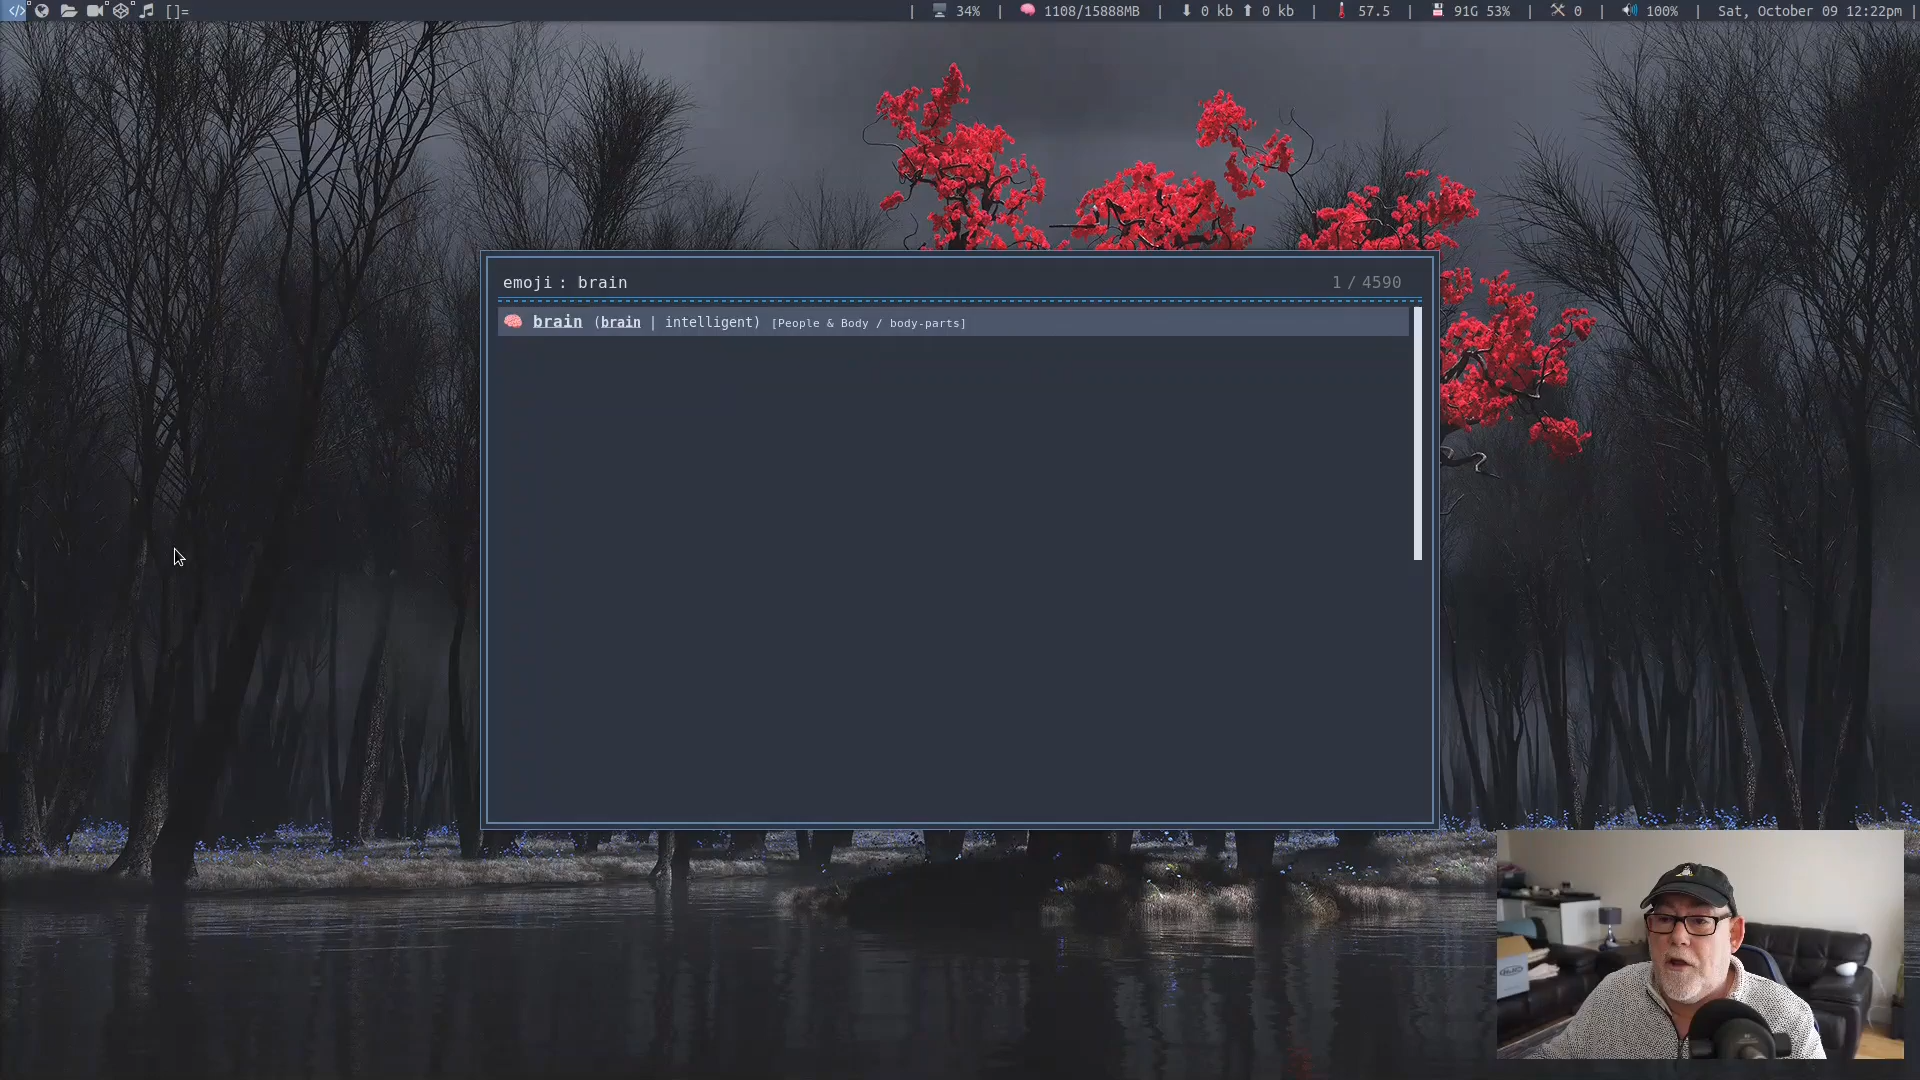 </> []= | 34% | 1108/15888MB | ⬇ 0 kb ⬆ 0 kb | 57.5 | 91G 53% | 0 | 100% | Sat, October 09 12:22pm |
emoji: brain 1/4590
brain (brain | intelligent) [People & Body / body-parts]